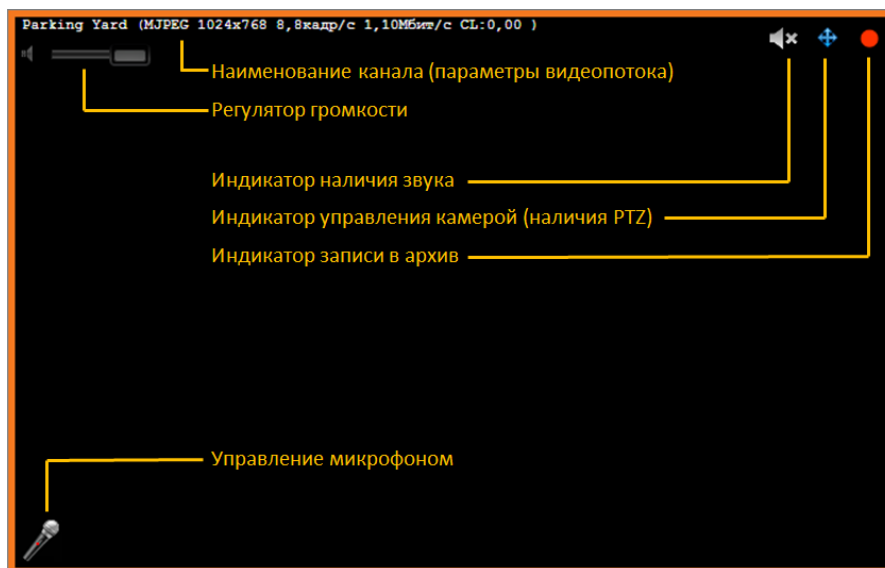 Parking Yard (MJPEG 1024x768 8,8кадр/с 1,10Мбит/с CL:0,00 )
Наименование канала (параметры видеопотока)
Регулятор громкости
Индикатор наличия звука
Индикатор управления камерой (наличия PTZ)
Индикатор записи в архив
Управление микрофоном